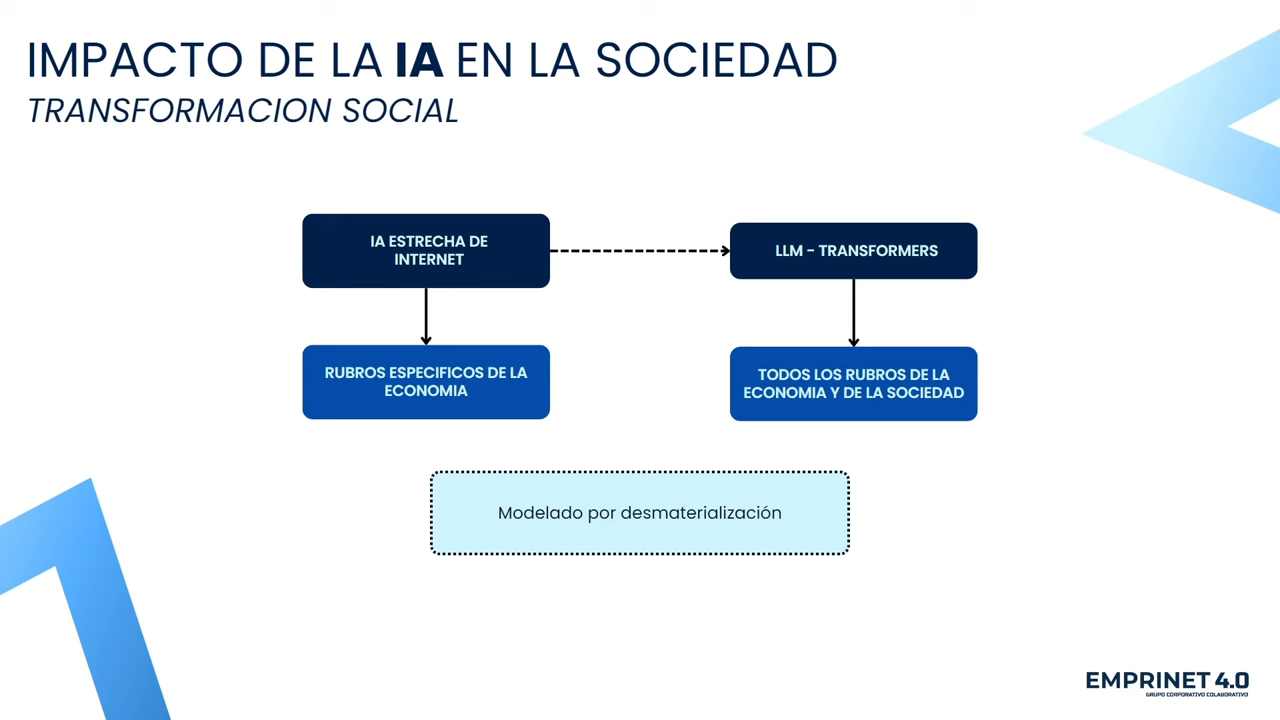 IMPACTO DE LA IA EN LA SOCIEDAD
TRANSFORMACION SOCIAL
IA ESTRECHA DE
INTERNET
LLM - TRANSFORMERS
RUBROS ESPECIFICOS DE LA
ECONOMIA
TODOS LOS RUBROS DE LA
ECONOMIA Y DE LA SOCIEDAD
Modelado por desmaterialización
EMPRINET 4.0
GRUPO CORPORATIVO COLABORATIVO